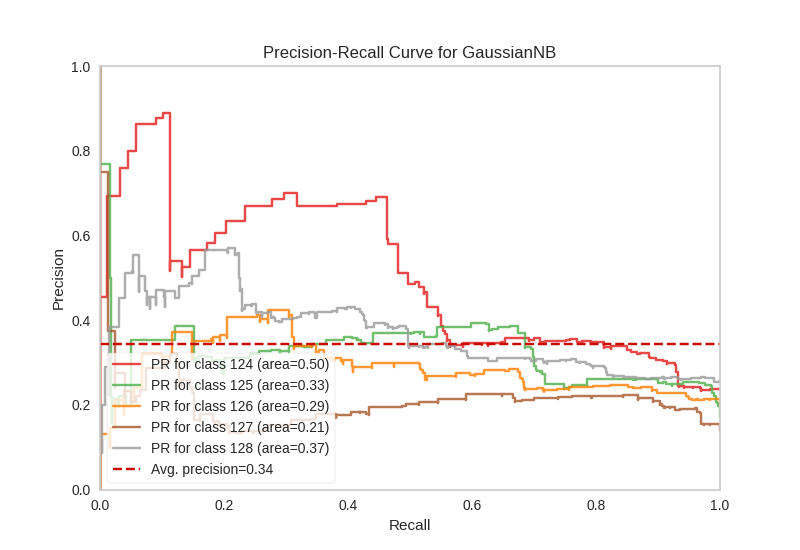 Precision-Recall Curve for GaussianNB
1.0
0.8
0.6
0.4
0.2
0.0
Precision
PR for class 124 (area=0.50)
PR for class 125 (area=0.33)
PR for class 126 (area=0.29)
PR for class 127 (area=0.21)
PR for class 128 (area=0.37)
Avg. precision=0.34
0.0 0.2 0.4 0.6 0.8 1.0
Recall